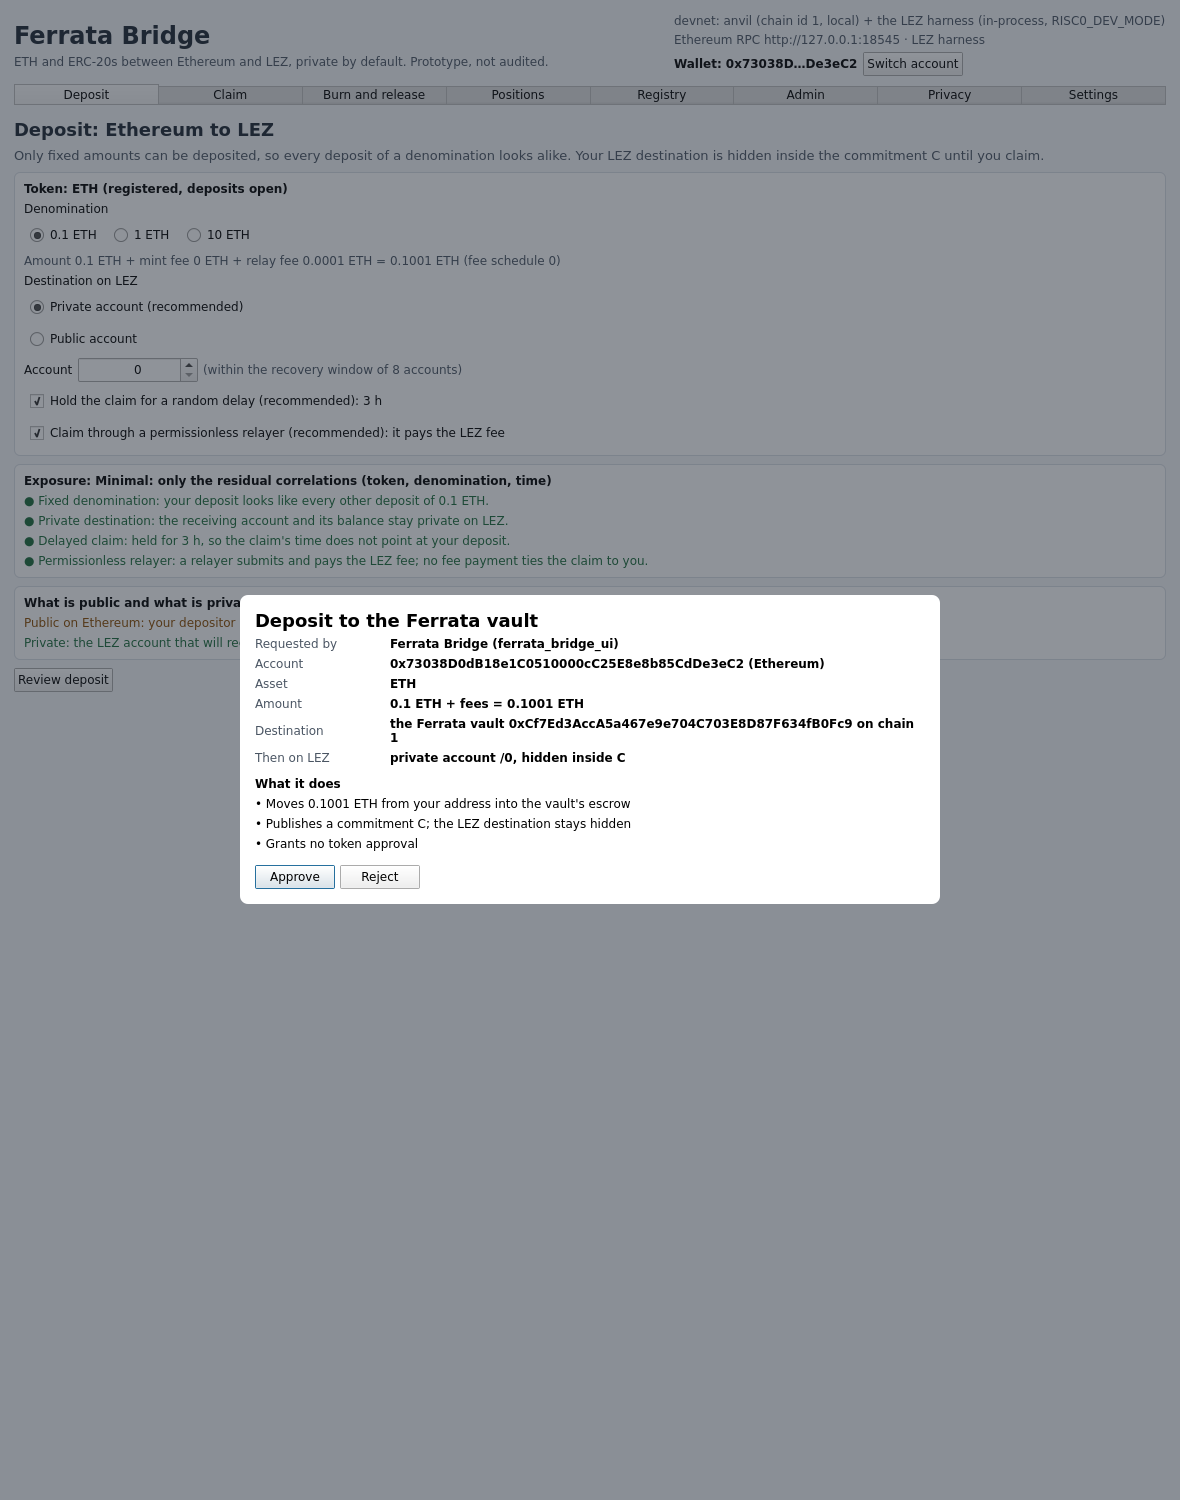 Ferrata Bridge
ETH and ERC-20s between Ethereum and LEZ, private by default. Prototype, not audited.
devnet: anvil (chain id 1, local) + the LEZ harness (in-process, RISC0_DEV_MODE)
Ethereum RPC http://127.0.0.1:18545 · LEZ harness
Wallet: 0x73038D…De3eC2 Switch account
Deposit Claim Burn and release Positions Registry Admin Privacy Settings
Deposit: Ethereum to LEZ
Only fixed amounts can be deposited, so every deposit of a denomination looks alike. Your LEZ destination is hidden inside the commitment C until you claim.
Token: ETH (registered, deposits open)
Denomination
0.1 ETH 1 ETH 10 ETH
Amount 0.1 ETH + mint fee 0 ETH + relay fee 0.0001 ETH = 0.1001 ETH (fee schedule 0)
Destination on LEZ
Private account (recommended)
Public account
Account 0 (within the recovery window of 8 accounts)
Hold the claim for a random delay (recommended): 3 h
Claim through a permissionless relayer (recommended): it pays the LEZ fee
Exposure: Minimal: only the residual correlations (token, denomination, time)
● Fixed denomination: your deposit looks like every other deposit of 0.1 ETH.
● Private destination: the receiving account and its balance stay private on LEZ.
● Delayed claim: held for 3 h, so the claim's time does not point at your deposit.
● Permissionless relayer: a relayer submits and pays the LEZ fee; no fee payment ties the claim to you.
What is public and what is priva
Public on Ethereum: your depositor
Private: the LEZ account that will re
Review deposit
Deposit to the Ferrata vault
Requested by Ferrata Bridge (ferrata_bridge_ui)
Account 0x73038D0dB18e1C0510000cC25E8e8b85CdDe3eC2 (Ethereum)
Asset ETH
Amount 0.1 ETH + fees = 0.1001 ETH
Destination the Ferrata vault 0xCf7Ed3AccA5a467e9e704C703E8D87F634fB0Fc9 on chain
1
Then on LEZ private account /0, hidden inside C
What it does
• Moves 0.1001 ETH from your address into the vault's escrow
• Publishes a commitment C; the LEZ destination stays hidden
• Grants no token approval
Approve Reject